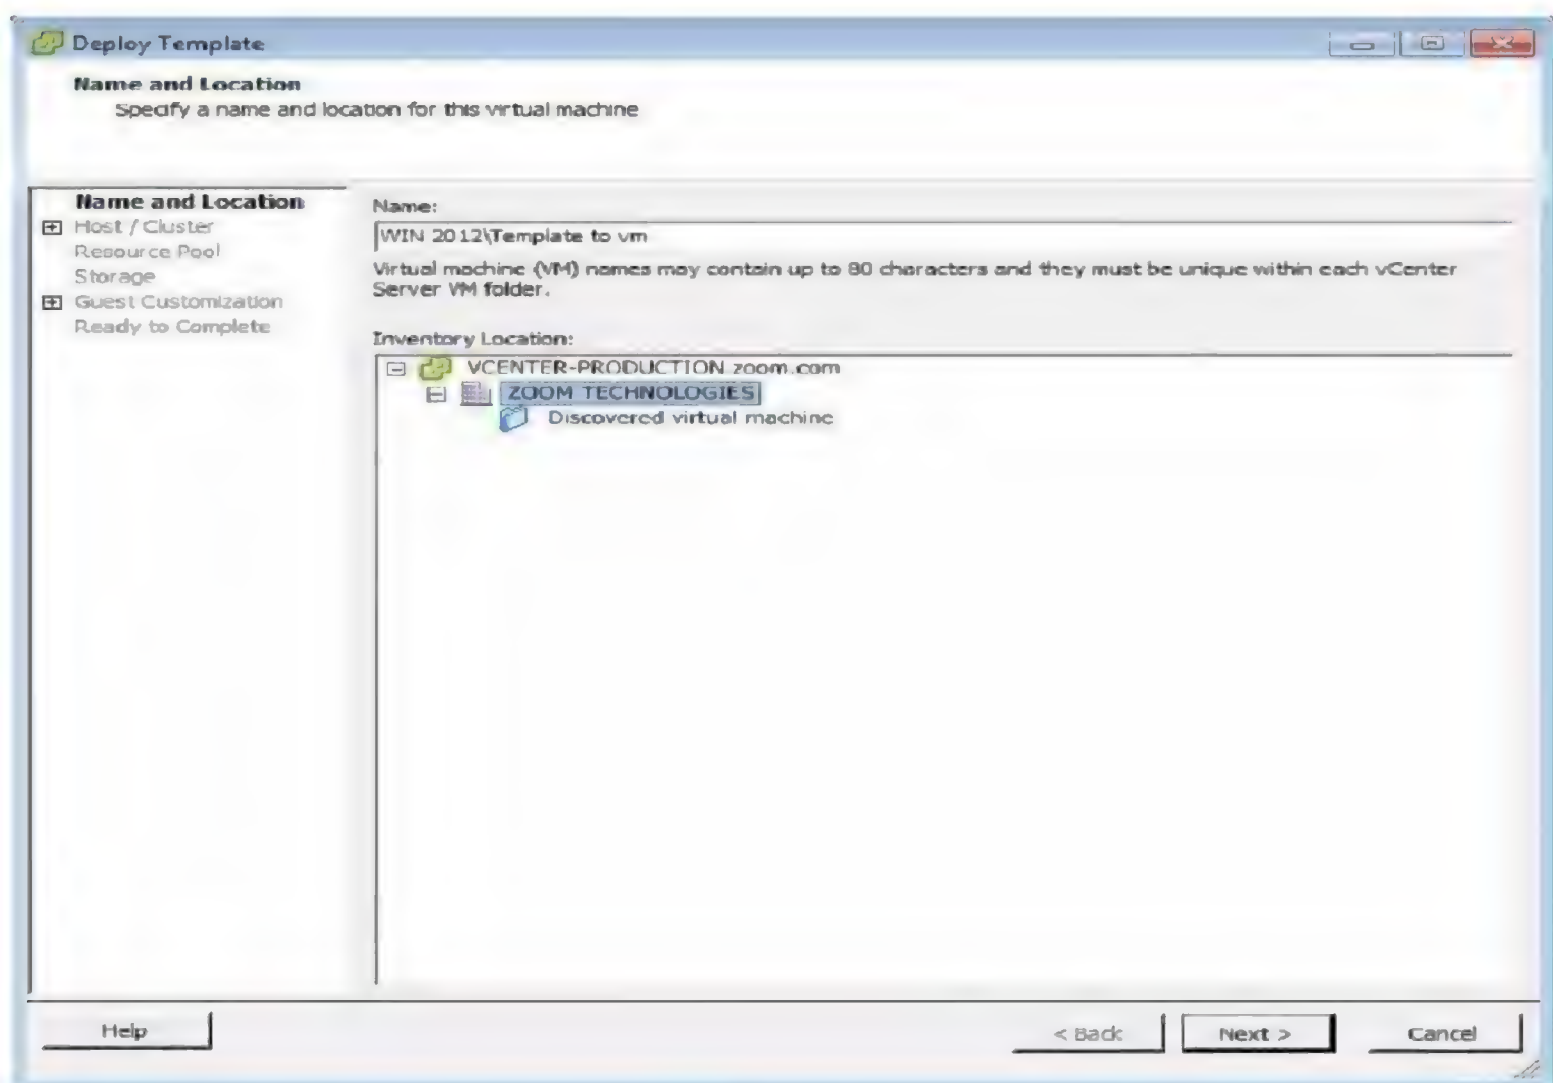 Deploy Template
Name and Location
Specify a name and location for this virtual machine
Name and Location
Host / Cluster
Resource Pool
Storage
Guest Customization
Ready to Complete
Name:
WIN 2012\Template to vm
Virtual machine (VM) names may contain up to 80 characters and they must be unique within each vCenter
Server VM folder.
Inventory Location:
VCENTER-PRODUCTION.zoom.com
ZOOM TECHNOLOGIES
Discovered virtual machine
Help
< Back
Next >
Cancel